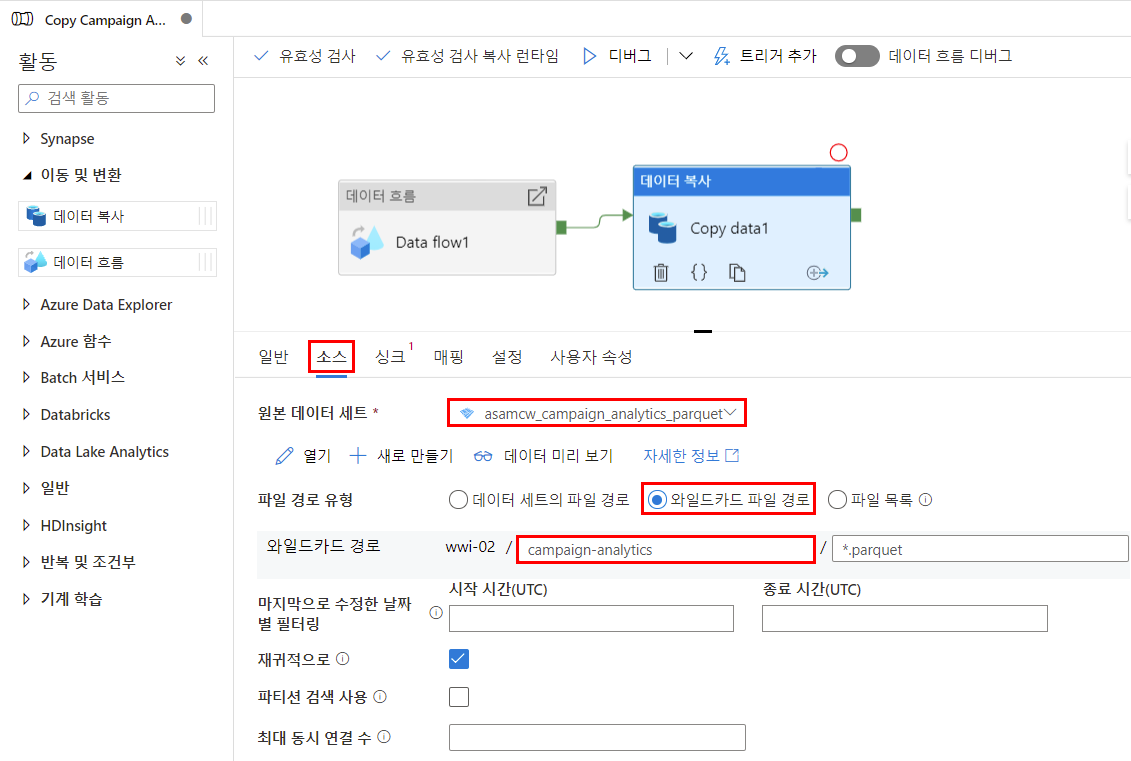 Copy Campaign A...
활동
유효성 검사
유효성 검사 복사 런타임
디버그
트리거 추가
데이터 흐름 디버그
검색 활동
Synapse
이동 및 변환
데이터 복사
데이터 흐름
Azure Data Explorer
Azure 함수
Batch 서비스
Databricks
Data Lake Analytics
일반
HDInsight
반복 및 조건부
기계 학습
데이터 흐름
Data flow1
데이터 복사
Copy data1
{}
일반
소스
싱크 1
매핑
설정
사용자 속성
원본 데이터 세트 *
asamcw_campaign_analytics_parquet
열기
새로 만들기
데이터 미리 보기
자세한 정보
파일 경로 유형
데이터 세트의 파일 경로
와일드카드 파일 경로
파일 목록
와일드카드 경로
wwi-02 / campaign-analytics / *.parquet
마지막으로 수정한 날짜
별 필터링
시작 시간(UTC)
종료 시간(UTC)
재귀적으로
파티션 검색 사용
최대 동시 연결 수